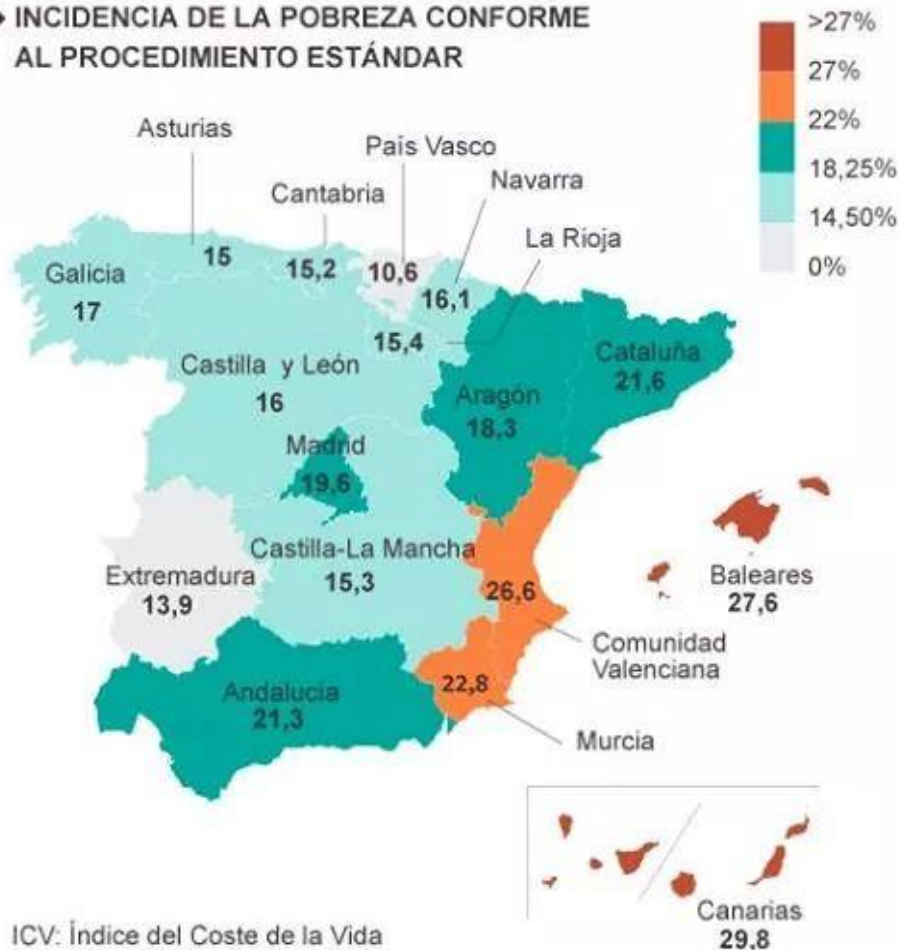 INCIDENCIA DE LA POBREZA CONFORME
AL PROCEDIMIENTO ESTÁNDAR
>27%
27%
22%
18,25%
14,50%
0%
Asturias
15
Cantabria
15,2
País Vasco
10,6
Navarra
16,1
La Rioja
15,4
Galicia
17
Castilla y León
16
Cataluña
21,6
Aragón
18,3
Madrid
19,6
Castilla-La Mancha
15,3
Extremadura
13,9
26,6
Comunidad
Valenciana
Baleares
27,6
Andalucía
21,3
22,8
Murcia
Canarias
29,8
ICV: Índice del Coste de la Vida